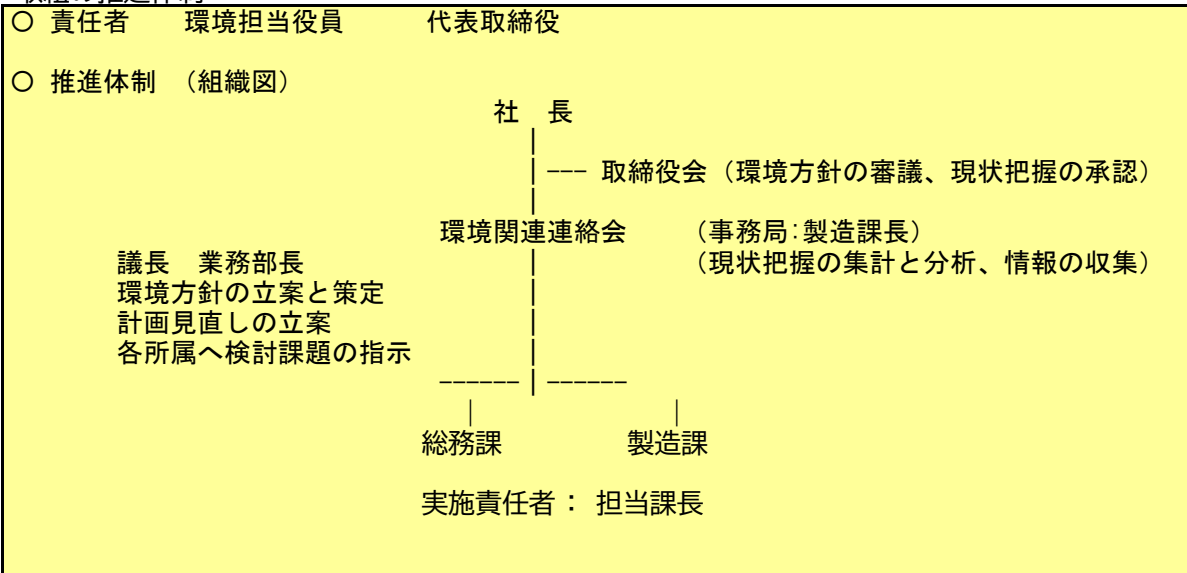 ○ 責任者　　環境担当役員　　　代表取締役
○ 推進体制　（組織図）
社　長
--- 取締役会（環境方針の審議、現状把握の承認）
環境関連連絡会　　（事務局:製造課長）
議長　業務部長　　（現状把握の集計と分析、情報の収集）
環境方針の立案と策定
計画見直しの立案
各所属へ検討課題の指示
総務課　　　　製造課
実施責任者： 担当課長